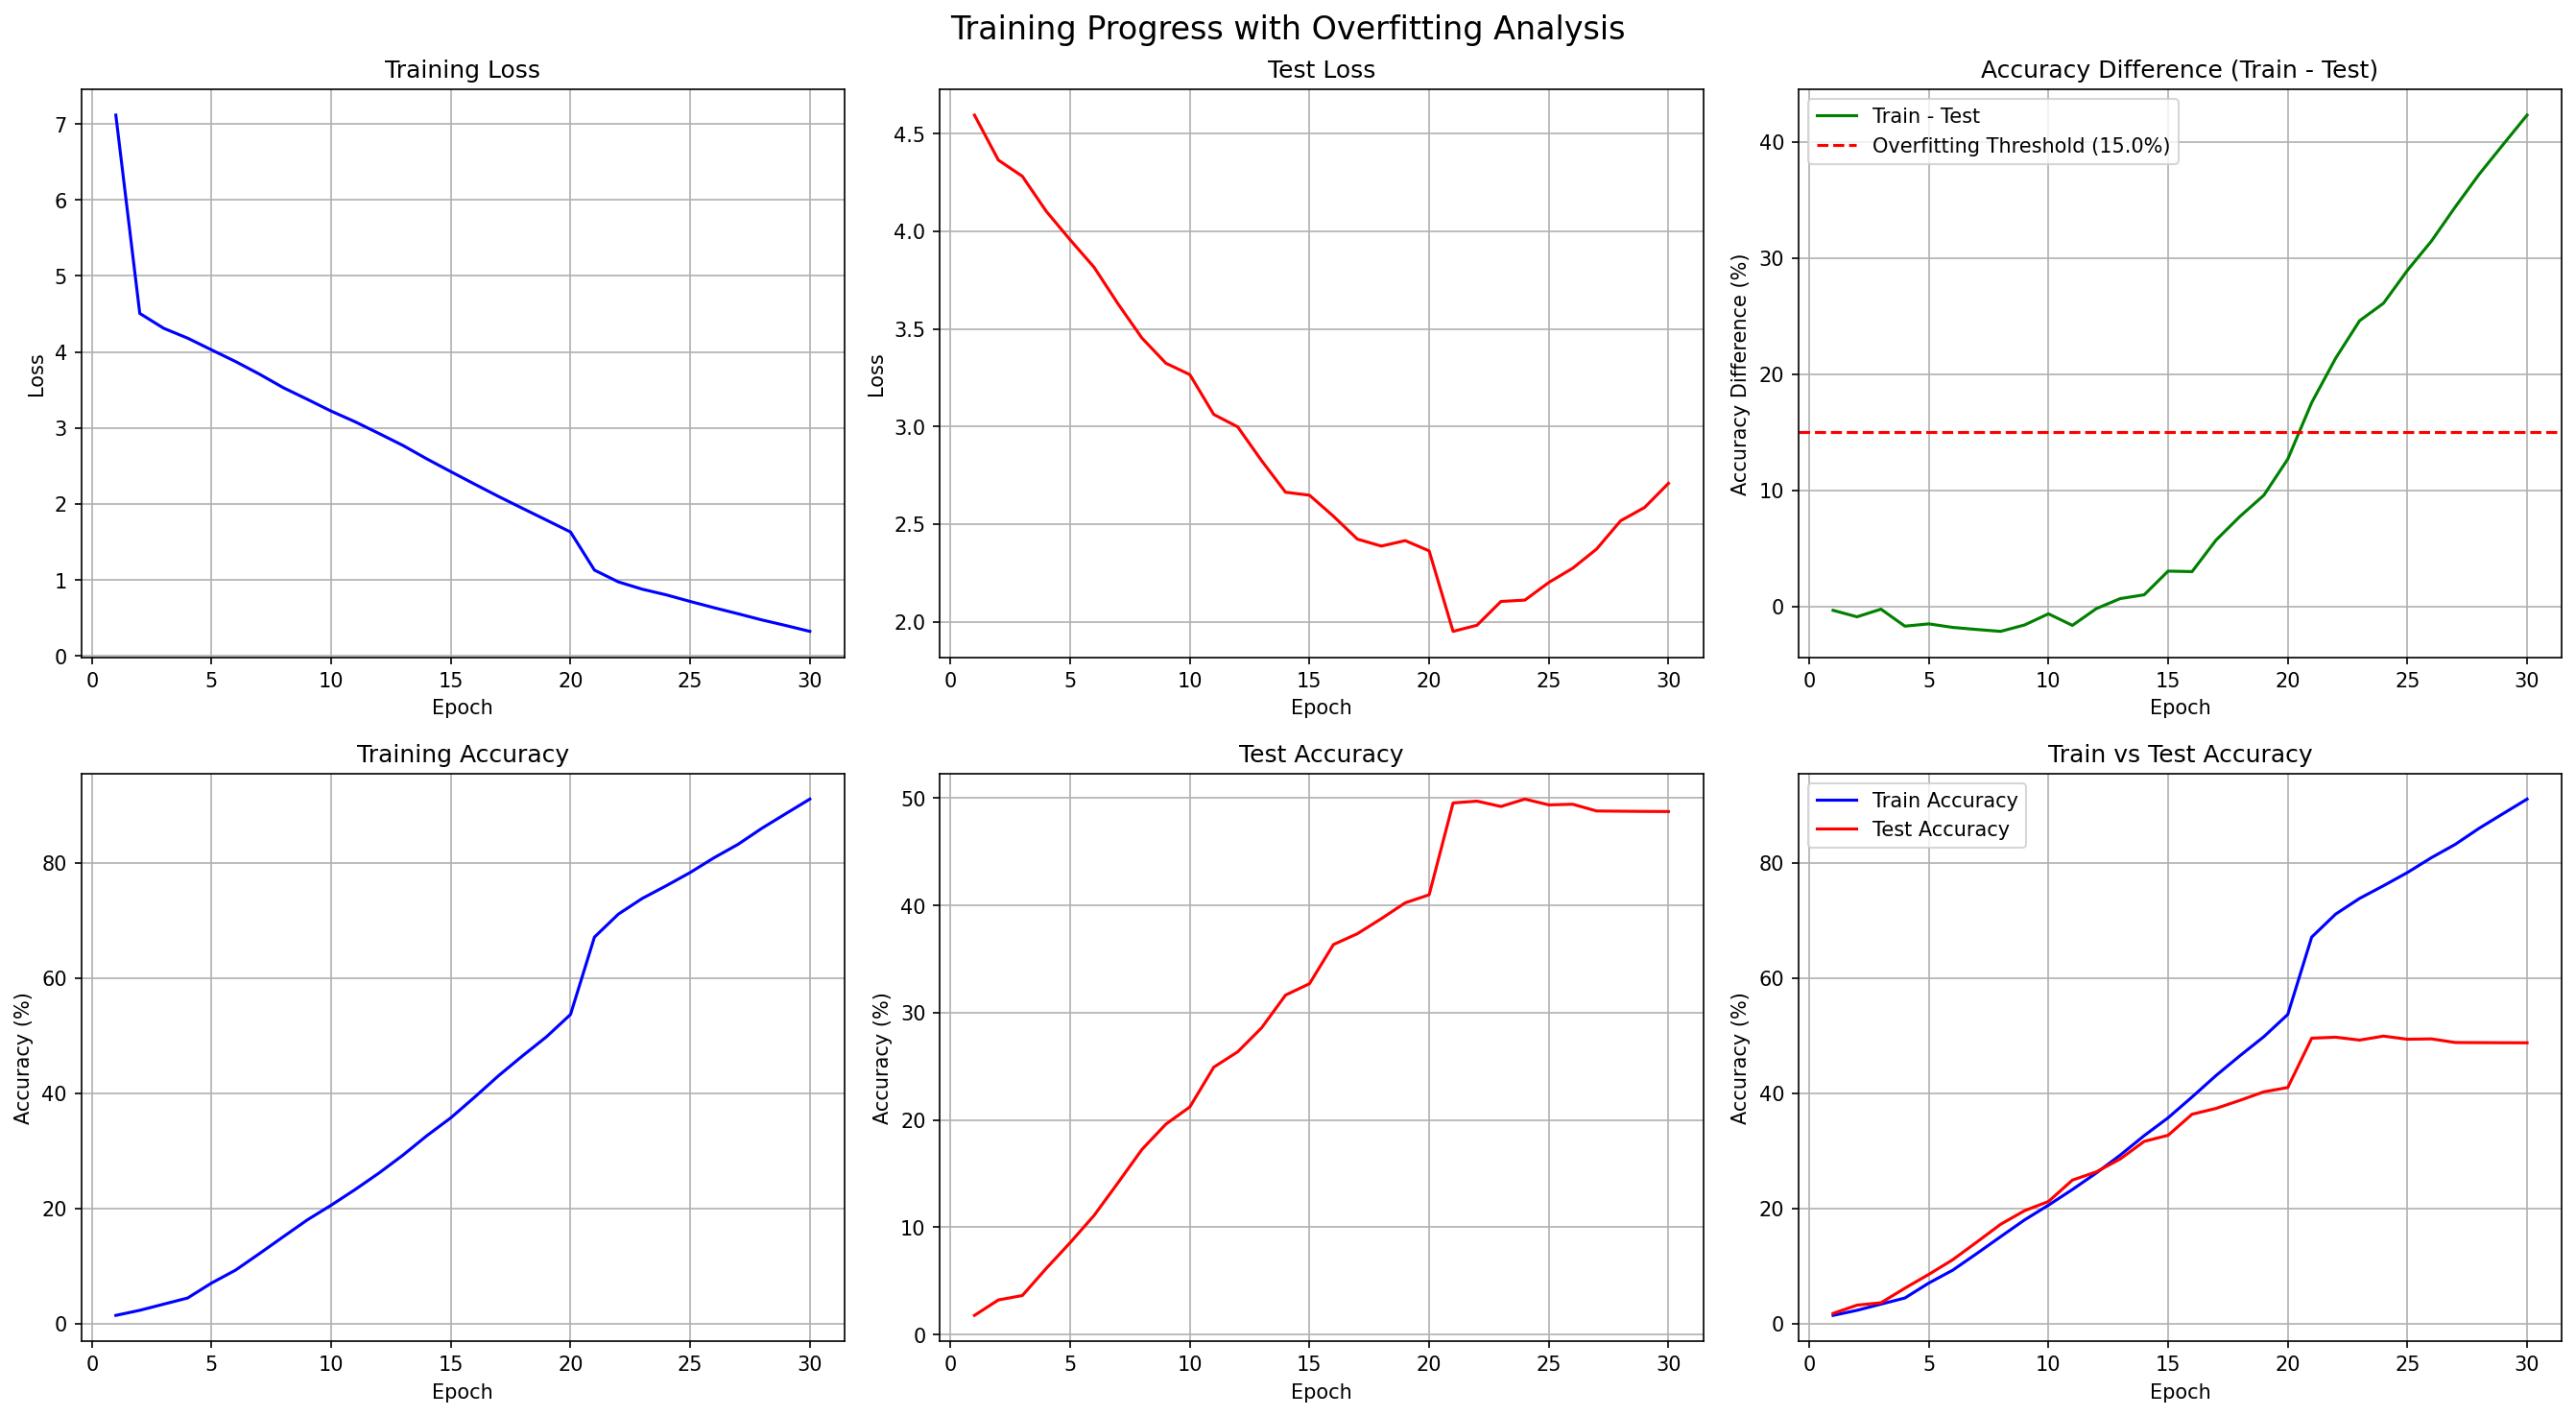 Training Progress with Overfitting Analysis
Training Loss
Loss
7
6
5
4
3
2
1
0
0 5 10 15 20 25 30
Epoch
Test Loss
Loss
4.5
4.0
3.5
3.0
2.5
2.0
0 5 10 15 20 25 30
Epoch
Accuracy Difference (Train - Test)
Train - Test
Overfitting Threshold (15.0%)
Accuracy Difference (%)
40
30
20
10
0
0 5 10 15 20 25 30
Epoch
Training Accuracy
Accuracy (%)
80
60
40
20
0
0 5 10 15 20 25 30
Epoch
Test Accuracy
Accuracy (%)
50
40
30
20
10
0
0 5 10 15 20 25 30
Epoch
Train vs Test Accuracy
Train Accuracy
Test Accuracy
Accuracy (%)
80
60
40
20
0
0 5 10 15 20 25 30
Epoch